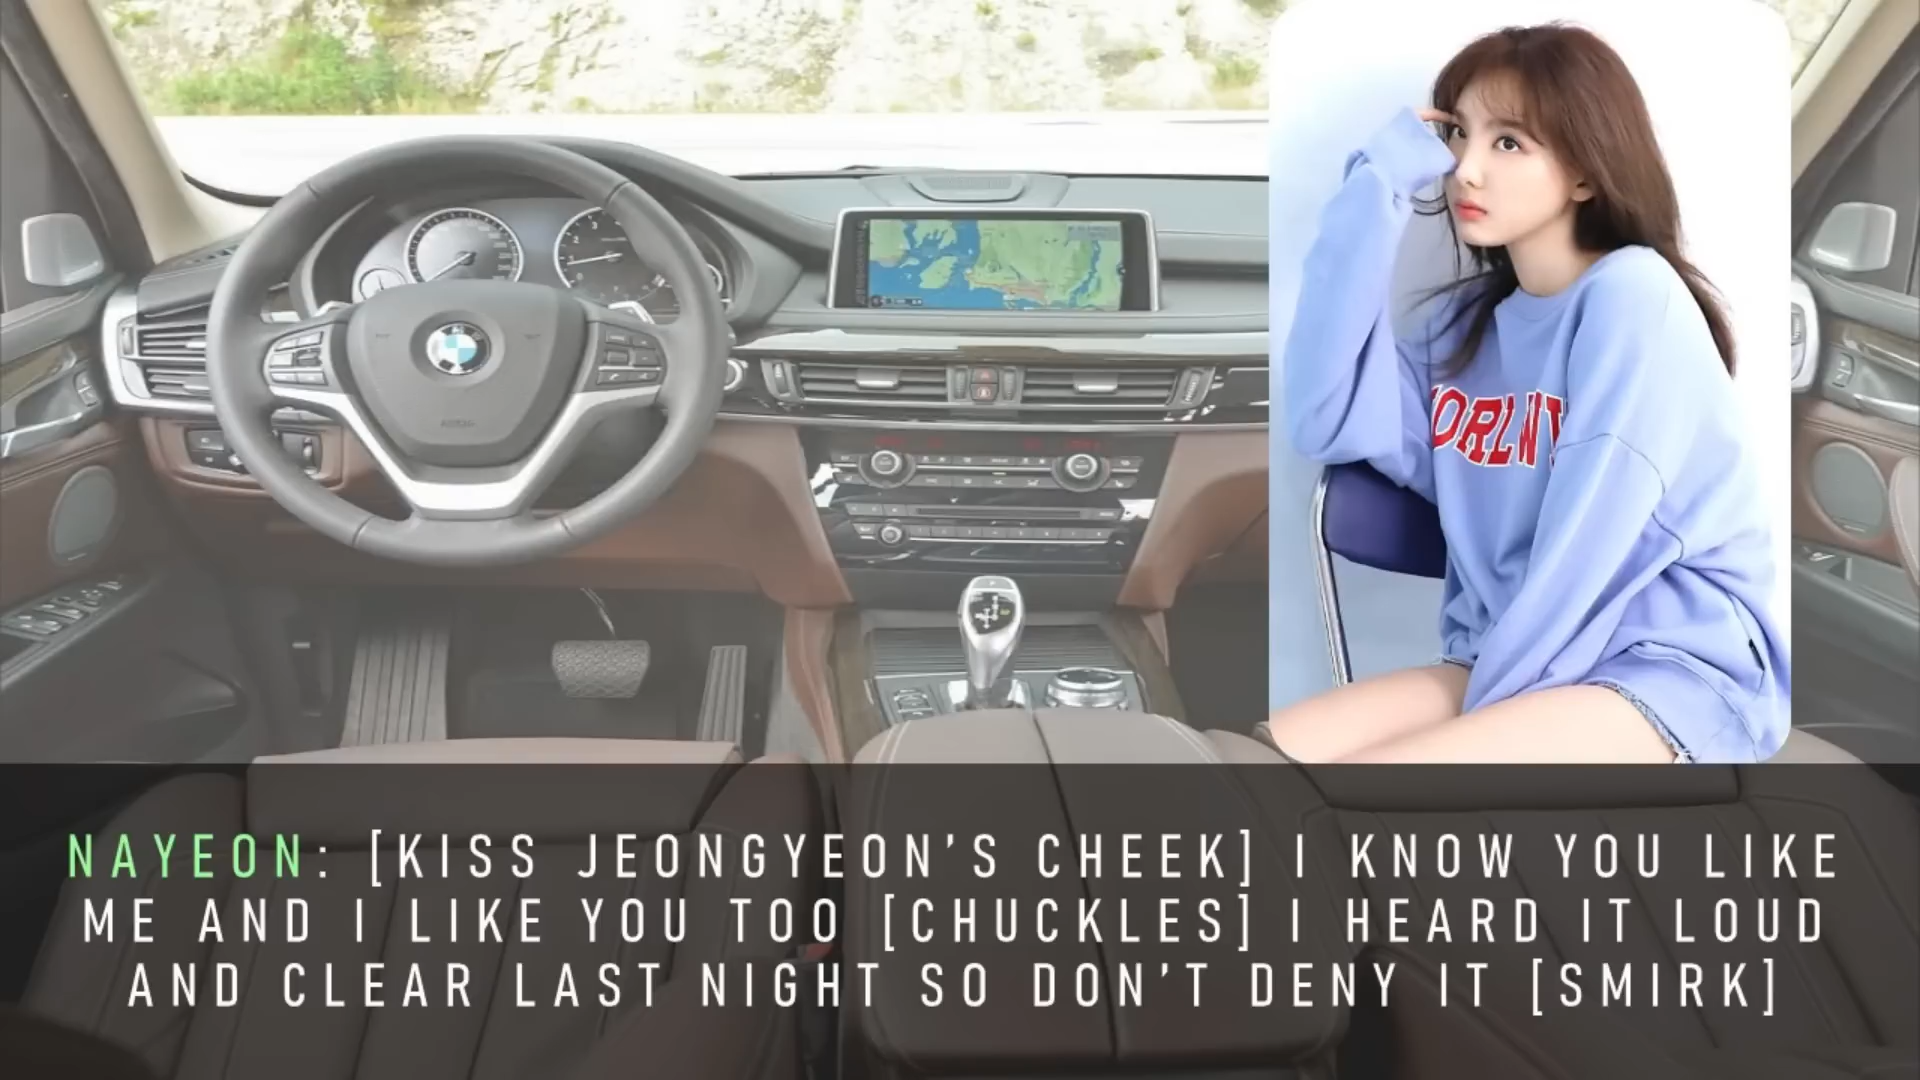 ORLW
NAYEON: [KISS JEONGYEON'S CHEEK] I KNOW YOU LIKE
ME AND I LIKE YOU TOO [CHUCKLES] I HEARD IT LOUD
AND CLEAR LAST NIGHT SO DON'T DENY IT [SMIRK]